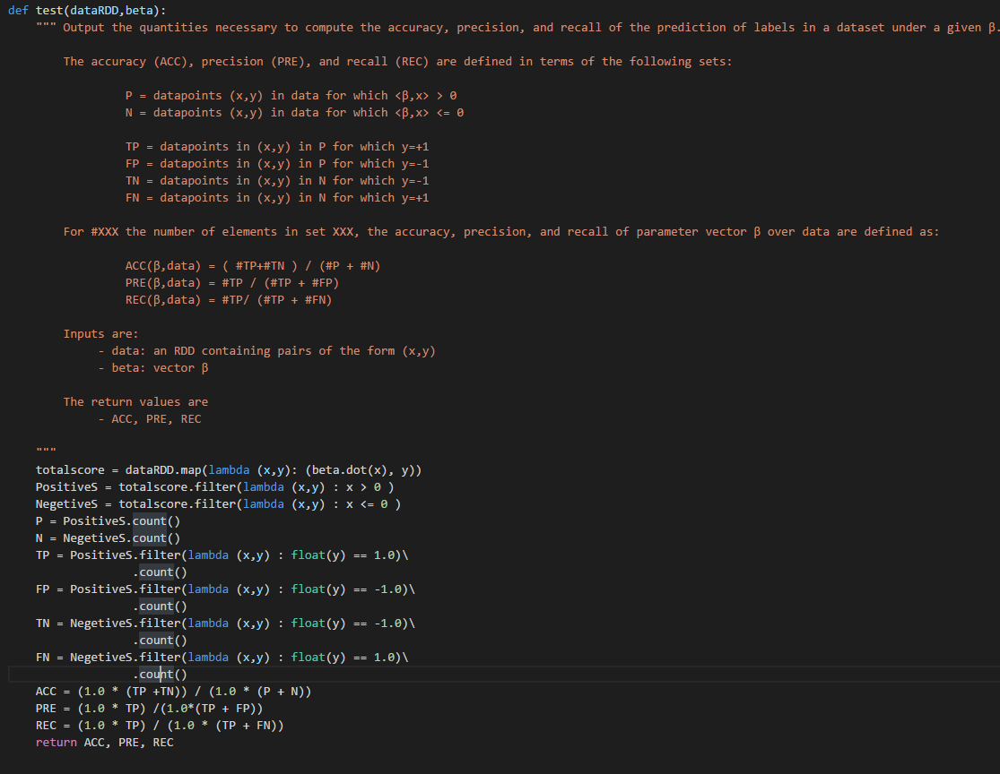 def test(dataRDD,beta):
    """ Output the quantities necessary to compute the accuracy, precision, and recall of the prediction of labels in a dataset under a given β.
        The accuracy (ACC), precision (PRE), and recall (REC) are defined in terms of the following sets:
                 P = datapoints (x,y) in data for which <β,x> > 0
                 N = datapoints (x,y) in data for which <β,x> <= 0
                 TP = datapoints in (x,y) in P for which y=+1
                 FP = datapoints in (x,y) in P for which y=-1
                 TN = datapoints in (x,y) in N for which y=-1
                 FN = datapoints in (x,y) in N for which y=+1
        For #XXX the number of elements in set XXX, the accuracy, precision, and recall of parameter vector β over data are defined as:
                 ACC(β,data) = ( #TP+#TN ) / (#P + #N)
                 PRE(β,data) = #TP / (#TP + #FP)
                 REC(β,data) = #TP/ (#TP + #FN)
        Inputs are:
             - data: an RDD containing pairs of the form (x,y)
             - beta: vector β
        The return values are
             - ACC, PRE, REC
    """
    totalscore = dataRDD.map(lambda (x,y): (beta.dot(x), y))
    PositiveS = totalscore.filter(lambda (x,y) : x > 0 )
    NegetiveS = totalscore.filter(lambda (x,y) : x <= 0 )
    P = PositiveS.count()
    N = NegetiveS.count()
    TP = PositiveS.filter(lambda (x,y) : float(y) == 1.0)\
                  .count()
    FP = PositiveS.filter(lambda (x,y) : float(y) == -1.0)\
                  .count()
    TN = NegetiveS.filter(lambda (x,y) : float(y) == -1.0)\
                  .count()
    FN = NegetiveS.filter(lambda (x,y) : float(y) == 1.0)\
                  .count()
    ACC = (1.0 * (TP +TN)) / (1.0 * (P + N))
    PRE = (1.0 * TP) /(1.0*(TP + FP))
    REC = (1.0 * TP) / (1.0 * (TP + FN))
    return ACC, PRE, REC